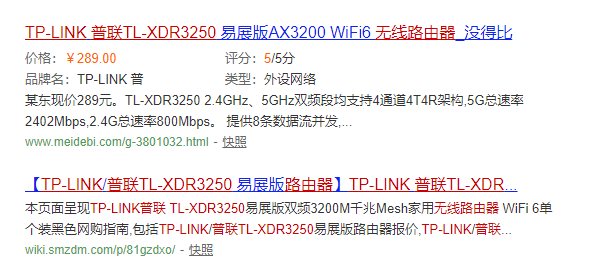 TP-LINK 普联TL-XDR3250 易展版AX3200 WiFi6 无线路由器_没得比
价格：￥289.00 评分：5/5分
品牌名：TP-LINK 普 类型：外设网络
某东现价289元。TL-XDR3250 2.4GHz、5GHz双频段均支持4通道4T4R架构,5G总速率
2402Mbps,2.4G总速率800Mbps。 提供8条数据流并发,...
www.meidebi.com/g-3801032.html - 快照
【TP-LINK/普联TL-XDR3250 易展版路由器】TP-LINK 普联TL-XDR...
本页面呈现TP-LINK普联 TL-XDR3250易展版双频3200M千兆Mesh家用无线路由器 WiFi 6单
个装黑色网购指南,包括TP-LINK/普联TL-XDR3250易展版路由器报价,TP-LINK/普联...
wiki.smzdm.com/p/81gzdxo/ - 快照